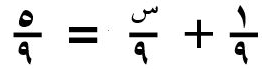 ١/٩ + س/٩ = ٥/٩